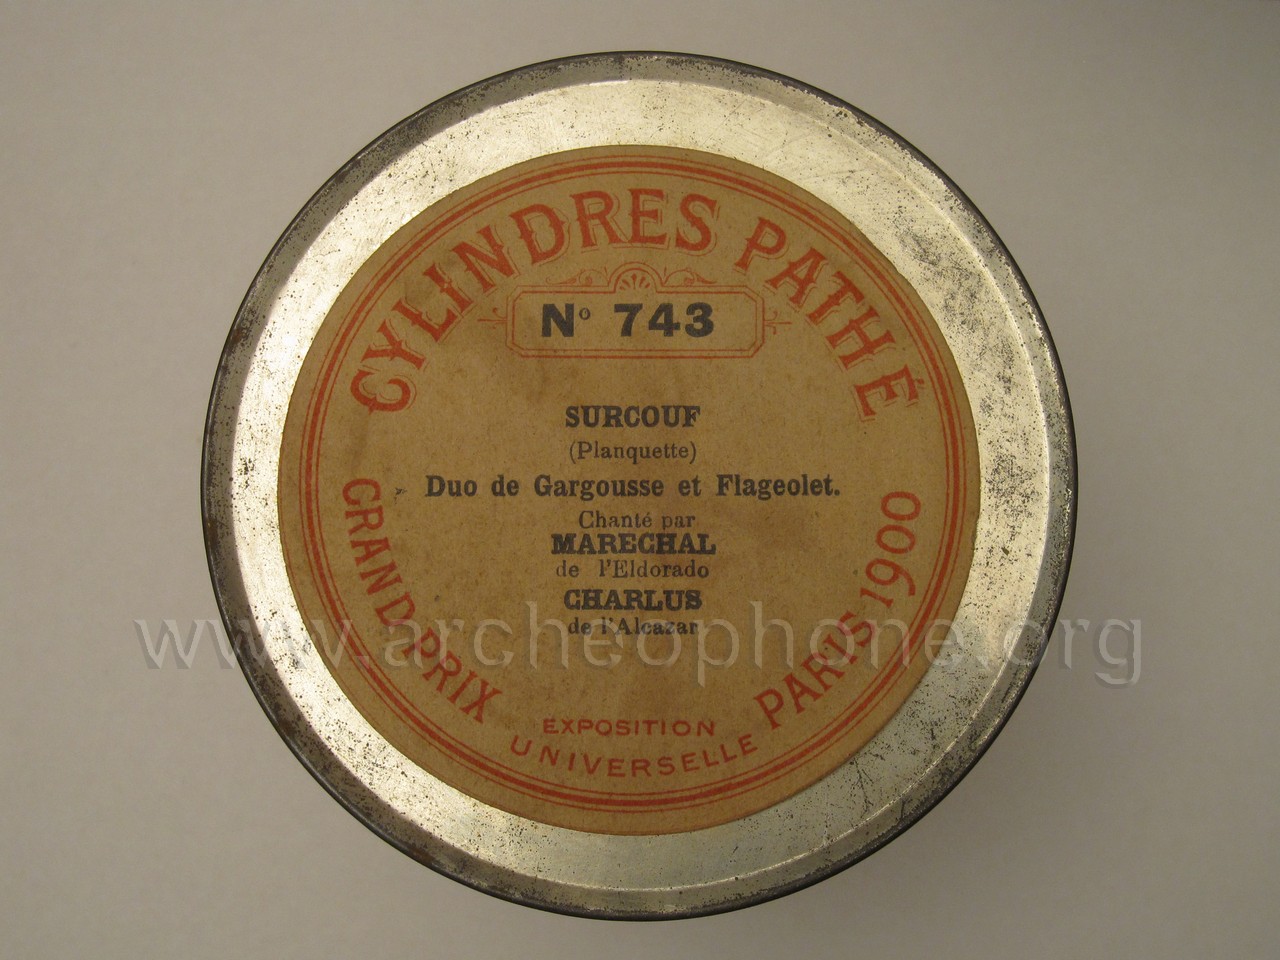 CYLINDRES PATHÉ
Nº 743
SURCOUF
(Planquette)
Duo de Gargousse et Flageolet.
Chanté par
MARECHAL
de l'Eldorado
CHARLUS
de l'Alcazar
www.archeophone.org
GRAND PRIX
EXPOSITION
UNIVERSELLE
PARIS 1900